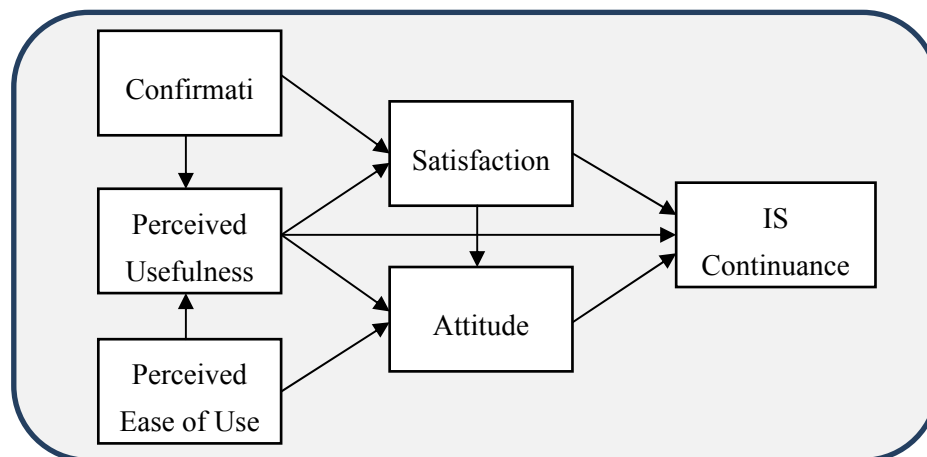 Confirmati
Perceived
Usefulness
Perceived
Ease of Use
Satisfaction
Attitude
IS
Continuance